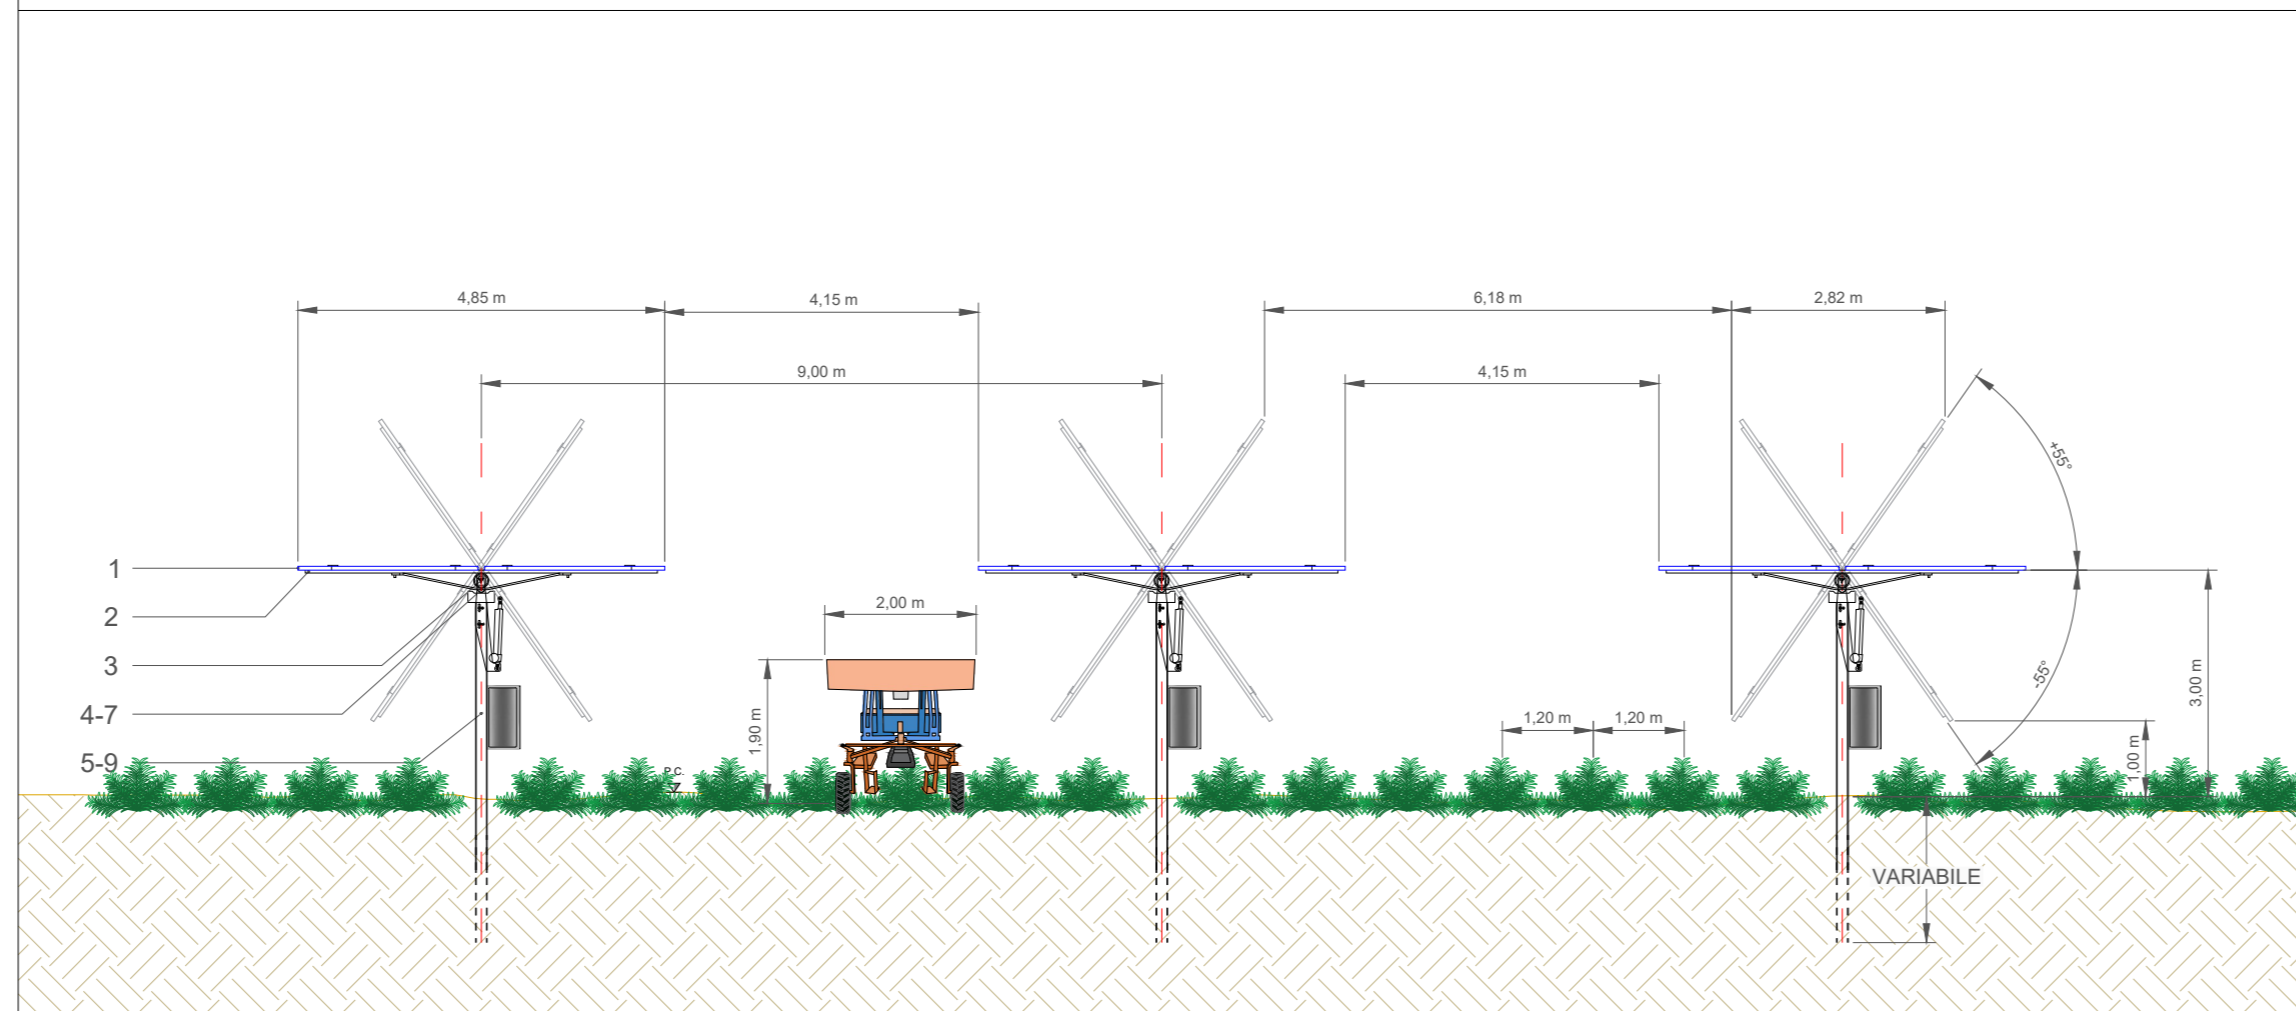 4,85 m
4,15 m
6,18 m
2,82 m
9,00 m
4,15 m
+55°
1
2
3
4-7
5-9
2,00 m
1,90 m
P.C.
1,20 m
1,20 m
-55°
3,00 m
1,00 m
VARIABILE